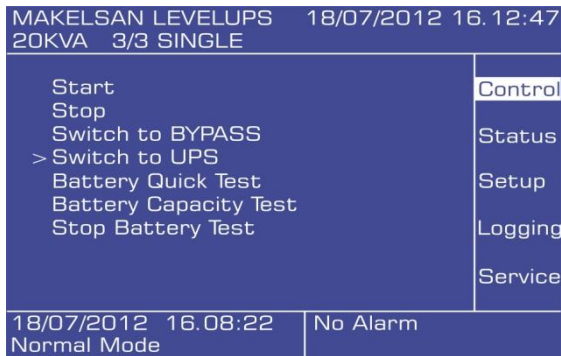 MAKELSAN LEVELUPS 18/07/2012 16.12:47
20KVA 3/3 SINGLE
Start
Stop
Switch to BYPASS
> Switch to UPS
Battery Quick Test
Battery Capacity Test
Stop Battery Test
Control
Status
Setup
Logging
Service
18/07/2012 16.08:22
Normal Mode
No Alarm